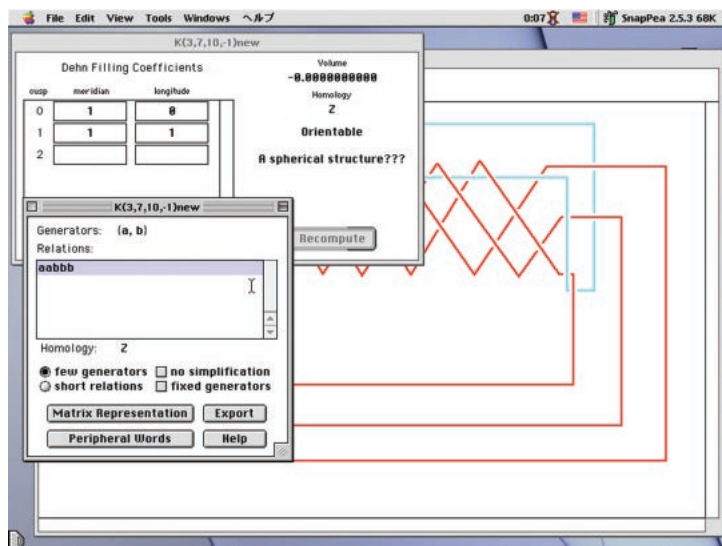 File Edit View Tools Windows ヘルプ 0:07 SnapPea 2.5.3 68K
K(3,7,10,-1)new
Dehn Filling Coefficients
cusp meridian longitude
0 1 0
1 1 1
2
Volume
-0.0000000000
Homology
Z
Orientable
A spherical structure???
Recompute
K(3,7,10,-1)new
Generators: (a, b)
Relations:
aabbb
Homology: Z
few generators no simplification
short relations fixed generators
Matrix Representation Export
Peripheral Words Help